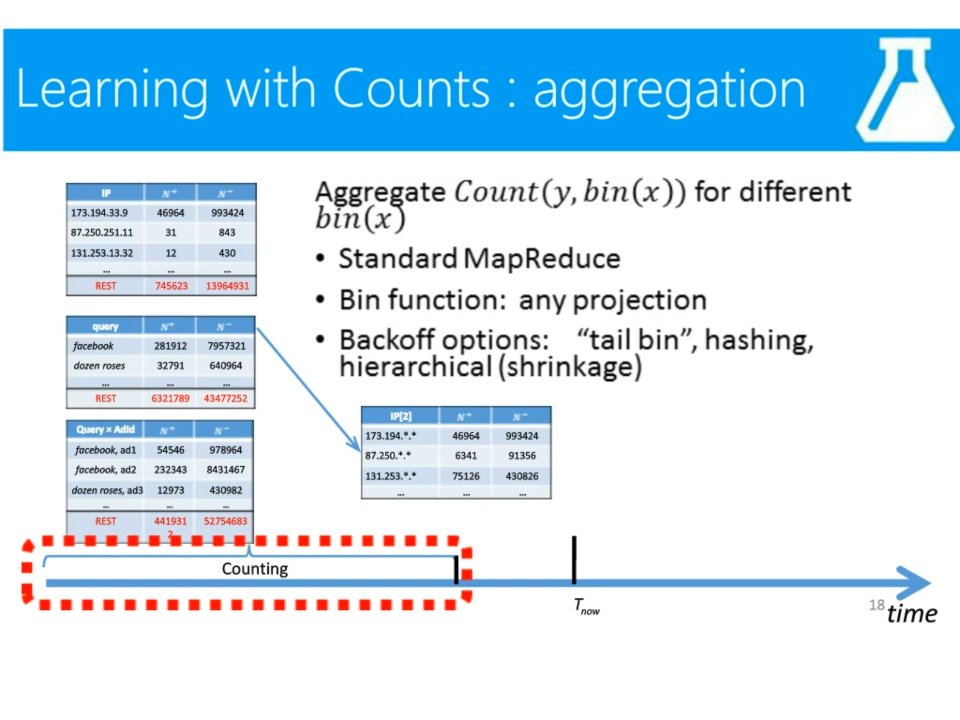 Learning with Counts : aggregation
IP N⁺ N⁻
173.194.33.9 46964 993424
87.250.251.11 31 843
131.253.13.32 12 430
... ... ...
REST 745623 13964931
query N⁺ N⁻
facebook 281912 7957321
dozen roses 32791 640964
... ... ...
REST 6321789 43477252
Query × AdId N⁺ N⁻
facebook, ad1 54546 978964
facebook, ad2 232343 8431467
dozen roses, ad3 12973 430982
... ... ...
REST 441931 52754683
2
Aggregate Count(y, bin(x)) for different
bin(x)
• Standard MapReduce
• Bin function: any projection
• Backoff options: “tail bin”, hashing,
hierarchical (shrinkage)
IP[2] N⁺ N⁻
173.194.*.* 46964 993424
87.250.*.* 6341 91356
131.253.*.* 75126 430826
... ... ...
Counting
Tnow
18
time